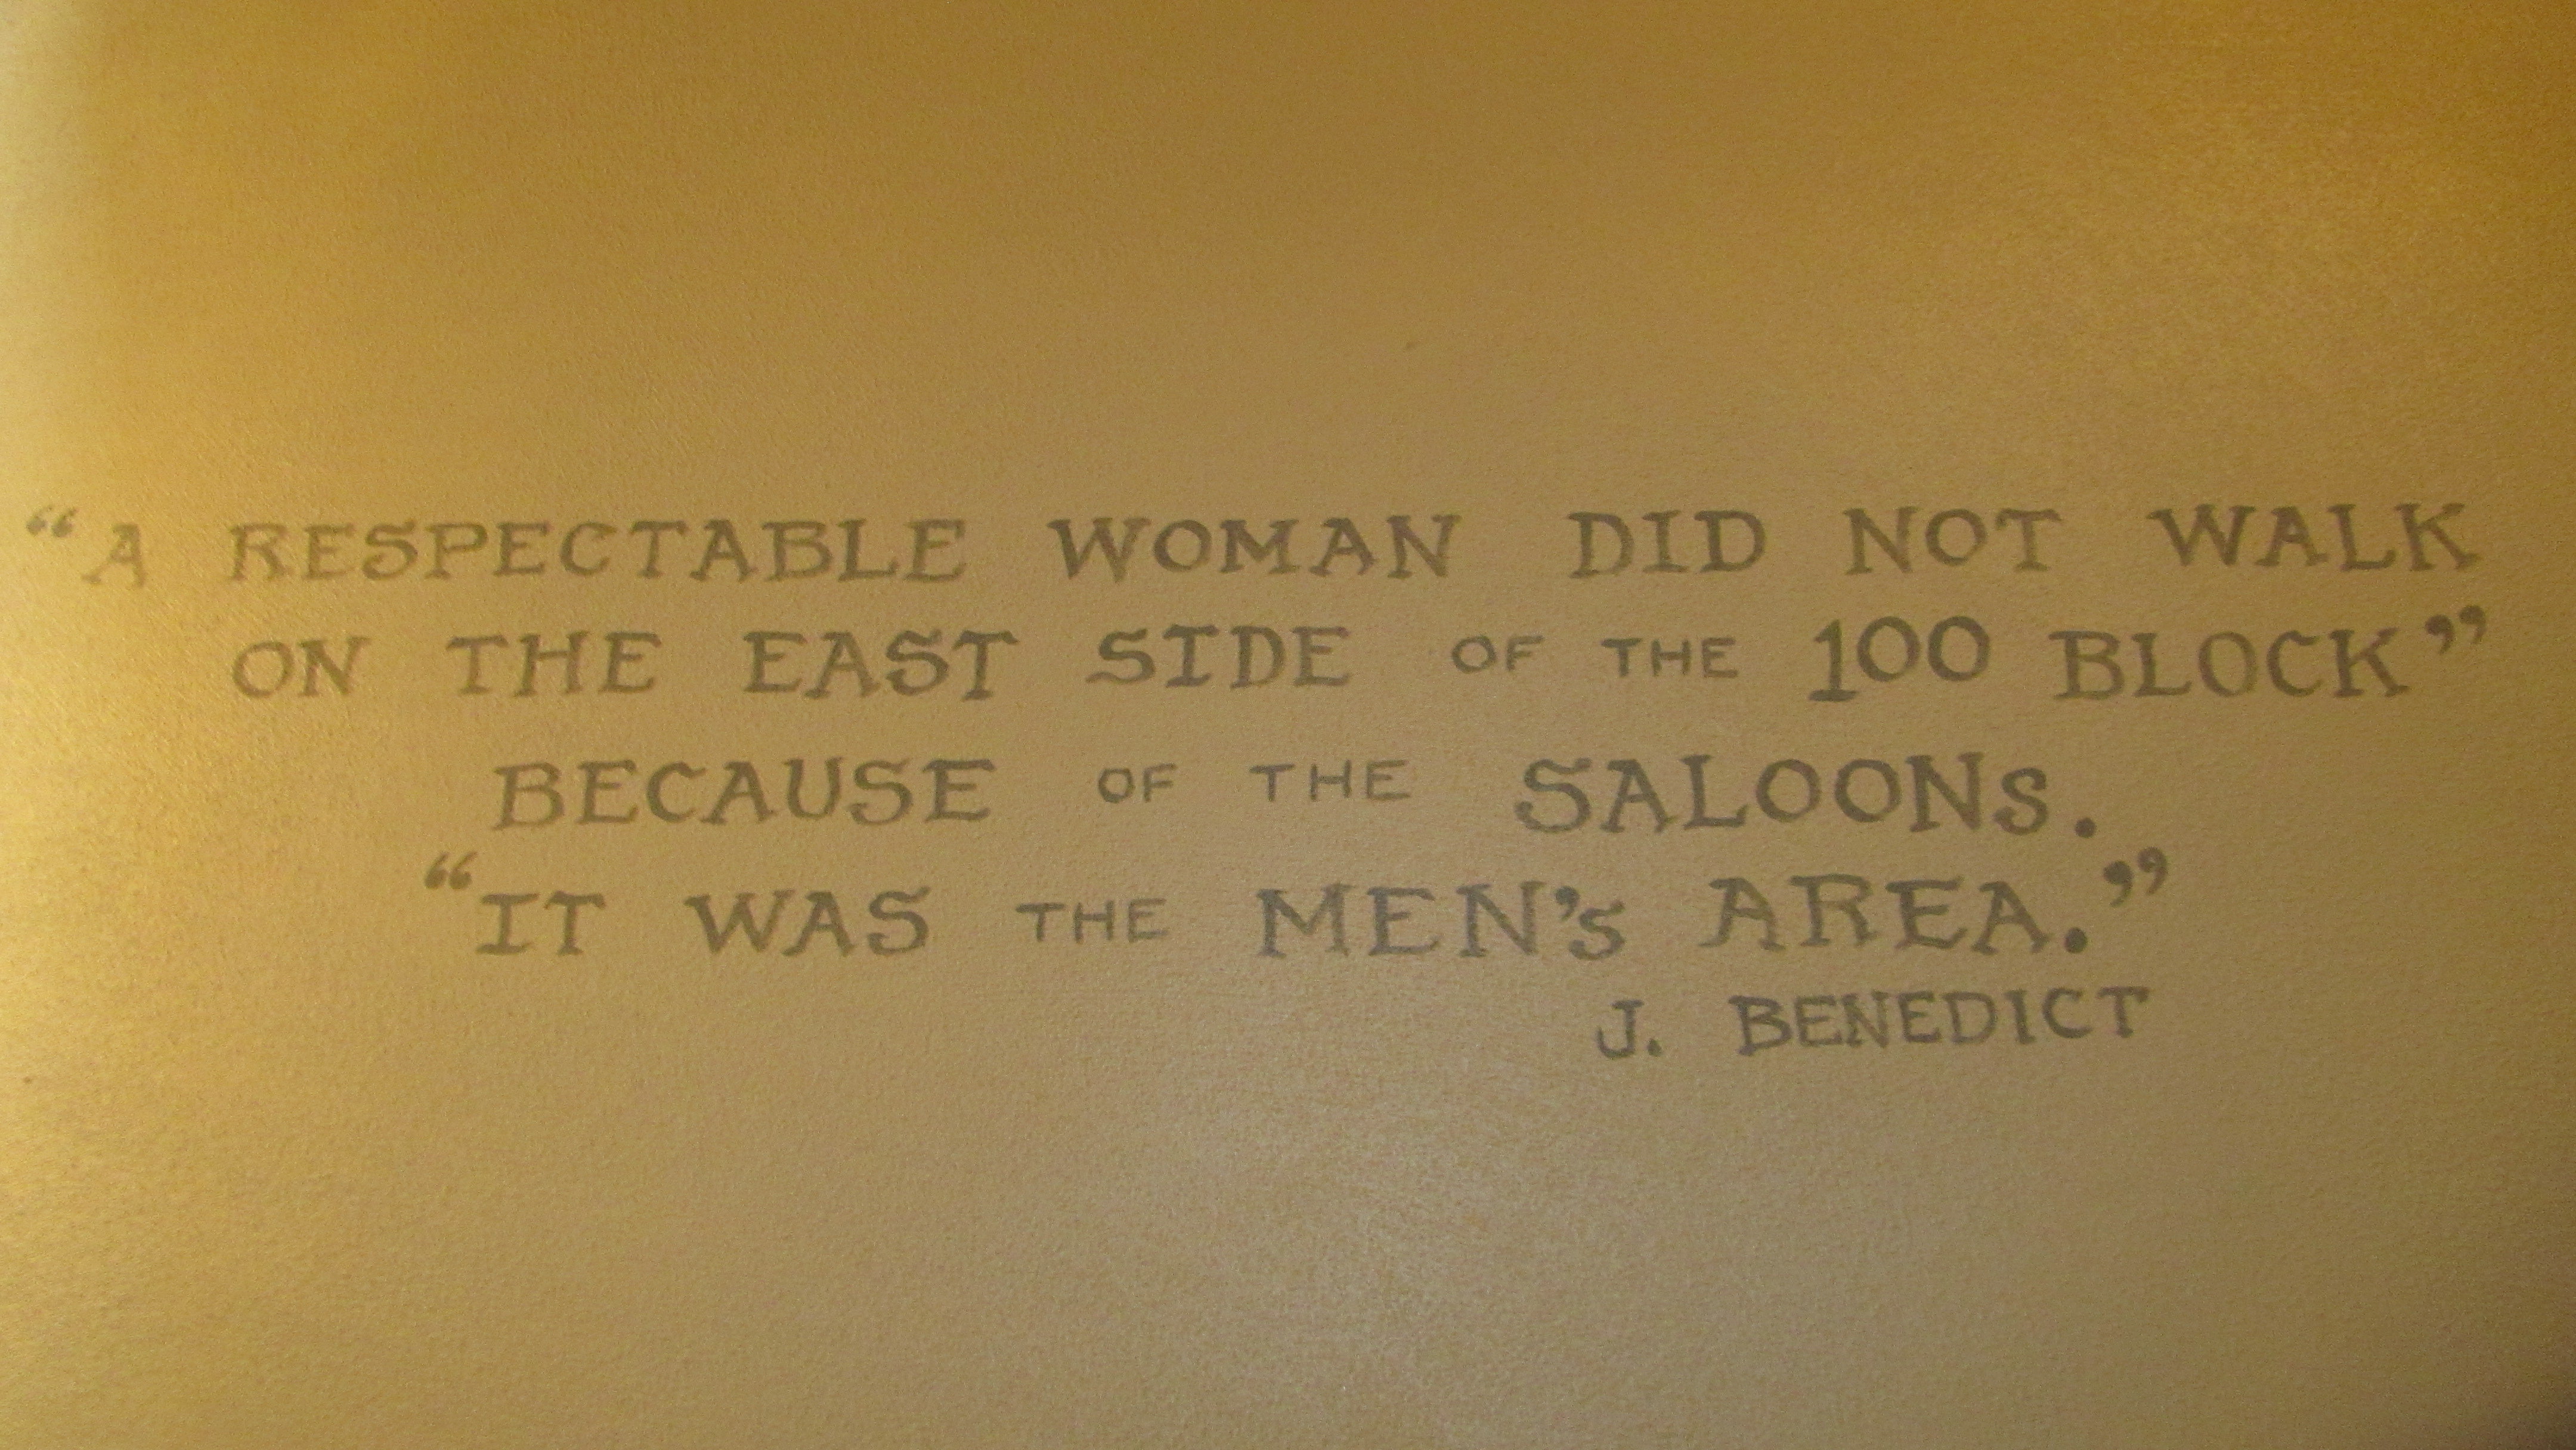 “A RESPECTABLE WOMAN DID NOT WALK
ON THE EAST SIDE OF THE 100 BLOCK”
BECAUSE OF THE SALOONs.
“IT WAS THE MEN’s AREA.”
J. BENEDICT